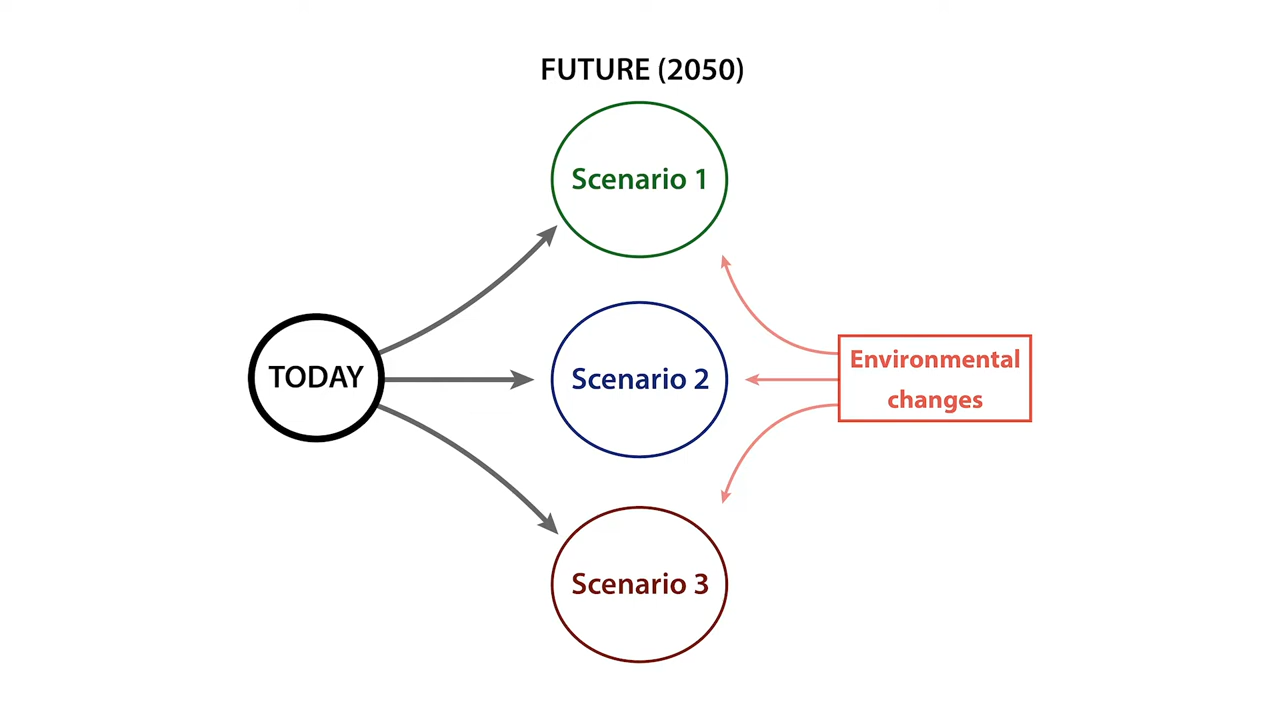 FUTURE (2050)
Scenario 1
TODAY
Scenario 2
Environmental
changes
Scenario 3